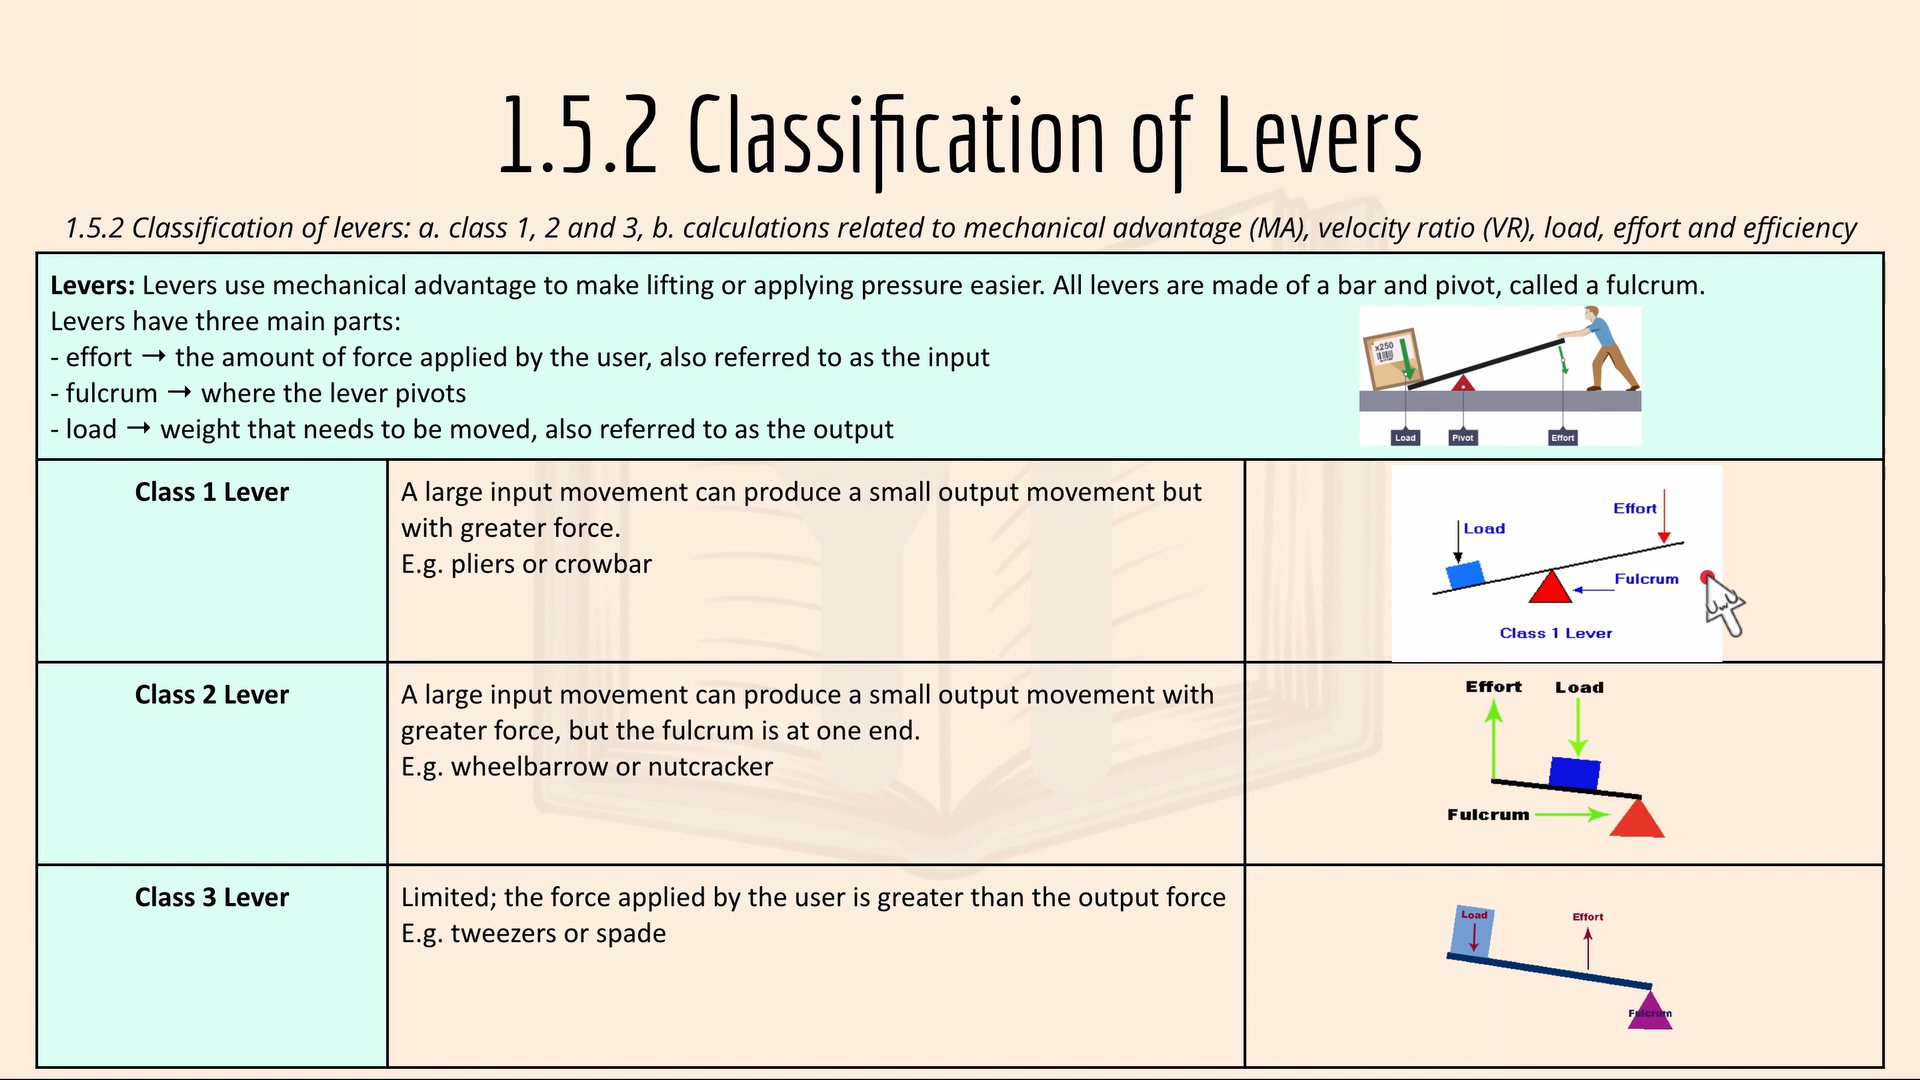 1.5.2 Classification of Levers
1.5.2 Classification of levers: a. class 1, 2 and 3, b. calculations related to mechanical advantage (MA), velocity ratio (VR), load, effort and efficiency
Levers: Levers use mechanical advantage to make lifting or applying pressure easier. All levers are made of a bar and pivot, called a fulcrum.
Levers have three main parts:
- effort → the amount of force applied by the user, also referred to as the input
- fulcrum → where the lever pivots
- load → weight that needs to be moved, also referred to as the output
x250
Load Pivot Effort
Class 1 Lever
A large input movement can produce a small output movement but
with greater force.
E.g. pliers or crowbar
Effort
Load
Fulcrum
Class 1 Lever
UwU
Class 2 Lever
A large input movement can produce a small output movement with
greater force, but the fulcrum is at one end.
E.g. wheelbarrow or nutcracker
Effort Load
Fulcrum
Class 3 Lever
Limited; the force applied by the user is greater than the output force
E.g. tweezers or spade
Load
Effort
Fulcrum